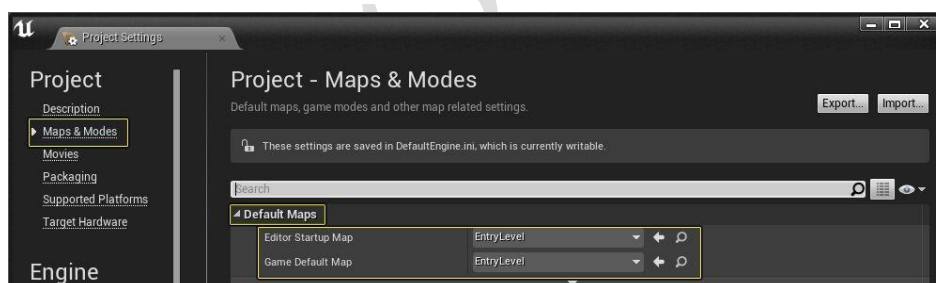 Project Settings
Project
Description
Maps & Modes
Movies
Packaging
Supported Platforms
Target Hardware
Engine
Project - Maps & Modes
Default maps, game modes and other map related settings.
Export... Import...
These settings are saved in DefaultEngine.ini, which is currently writable.
Search
Default Maps
Editor Startup Map EntryLevel
Game Default Map EntryLevel